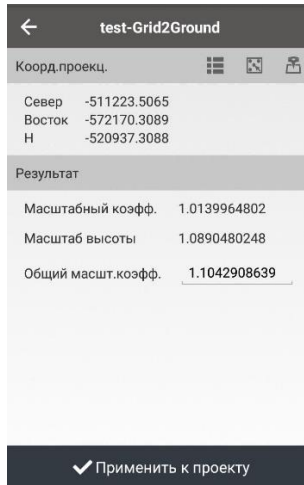 test-Grid2Ground
Коорд.проекц.
Север -511223.5065
Восток -572170.3089
H -520937.3088
Результат
Масштабный коэфф. 1.0139964802
Масштаб высоты 1.0890480248
Общий масшт.коэфф. 1.1042908639
Применить к проекту